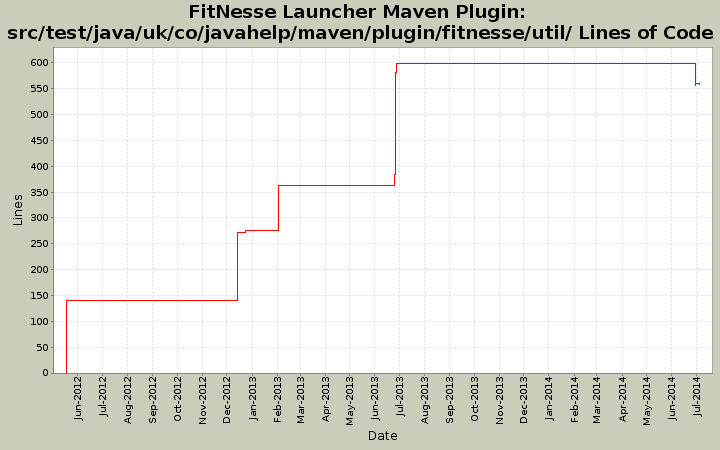 FitNesse Launcher Maven Plugin:
src/test/java/uk/co/javahelp/maven/plugin/fitnesse/util/ Lines of Code
Lines
600
550
500
450
400
350
300
250
200
150
100
50
0
Jun-2012
Jul-2012
Aug-2012
Sep-2012
Oct-2012
Nov-2012
Dec-2012
Jan-2013
Feb-2013
Mar-2013
Apr-2013
May-2013
Jun-2013
Jul-2013
Aug-2013
Sep-2013
Oct-2013
Nov-2013
Dec-2013
Jan-2014
Feb-2014
Mar-2014
Apr-2014
May-2014
Jun-2014
Jul-2014
Date